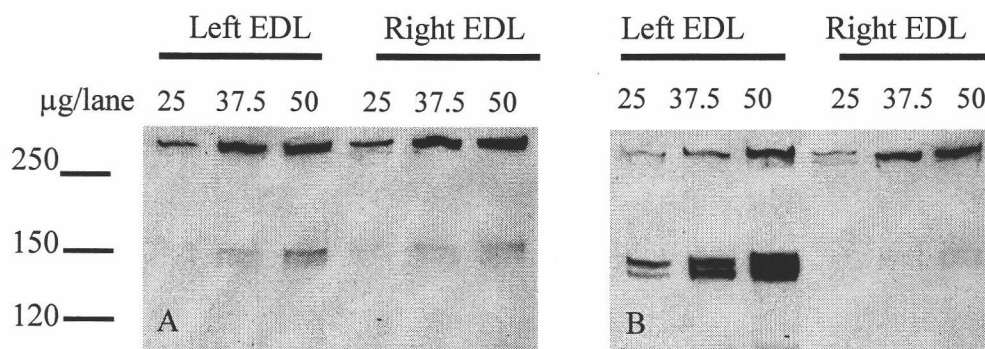 Left EDL Right EDL Left EDL Right EDL
µg/lane 25 37.5 50 25 37.5 50 25 37.5 50 25 37.5 50
250
150
120
A B